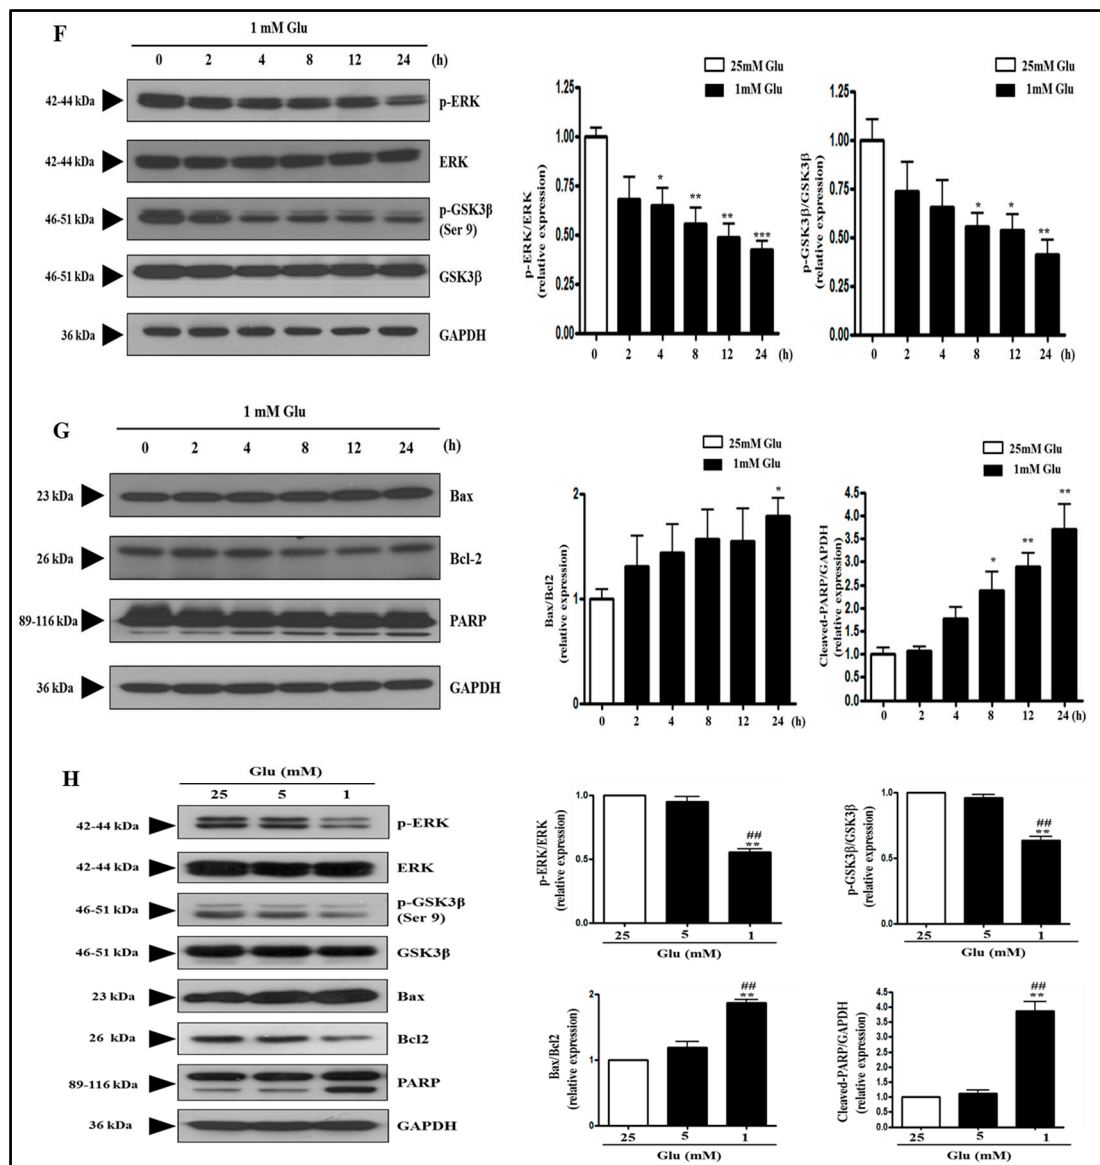 F
1 mM Glu
0 2 4 8 12 24 (h)
42-44 kDa p-ERK
42-44 kDa ERK
46-51 kDa p-GSK3β
(Ser 9)
46-51 kDa GSK3β
36 kDa GAPDH
25mM Glu
1mM Glu
p-ERK/ERK
(relative expression)
1.25
1.00
0.75
0.50
0.25
0.00
* ** ** ***
0 2 4 8 12 24 (h)
25mM Glu
1mM Glu
p-GSK3β/GSK3β
(relative expression)
1.25
1.00
0.75
0.50
0.25
0.00
* * **
0 2 4 8 12 24 (h)
G
1 mM Glu
0 2 4 8 12 24 (h)
23 kDa Bax
26 kDa Bcl-2
89-116 kDa PARP
36 kDa GAPDH
25mM Glu
1mM Glu
Bax/Bcl2
(relative expression)
2
1
0
*
0 2 4 8 12 24 (h)
25mM Glu
1mM Glu
Cleaved-PARP/GAPDH
(relative expression)
4.5
4.0
3.5
3.0
2.5
2.0
1.5
1.0
0.5
0.0
* ** **
0 2 4 8 12 24 (h)
H
Glu (mM)
25 5 1
42-44 kDa p-ERK
42-44 kDa ERK
46-51 kDa p-GSK3β
(Ser 9)
46-51 kDa GSK3β
23 kDa Bax
26 kDa Bcl2
89-116 kDa PARP
36 kDa GAPDH
p-ERK/ERK
(relative expression)
1.0
0.5
0.0
##
**
25 5 1
Glu (mM)
p-GSK3β/GSK3β
(relative expression)
1.0
0.5
0.0
##
**
25 5 1
Glu (mM)
Bax/Bcl2
(relative expression)
2
1
0
##
**
25 5 1
Glu (mM)
Cleaved-PARP/GAPDH
(relative expression)
4.5
4.0
3.5
3.0
2.5
2.0
1.5
1.0
0.5
0.0
##
**
25 5 1
Glu (mM)